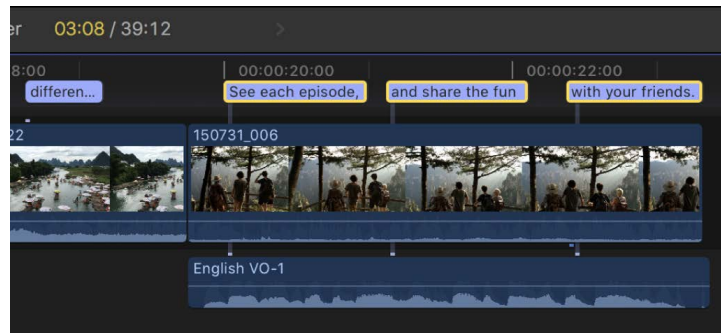 er 03:08 / 39:12
8:00 00:00:20:00 00:00:22:00
differen... See each episode, and share the fun with your friends.
22 150731_006
English VO-1